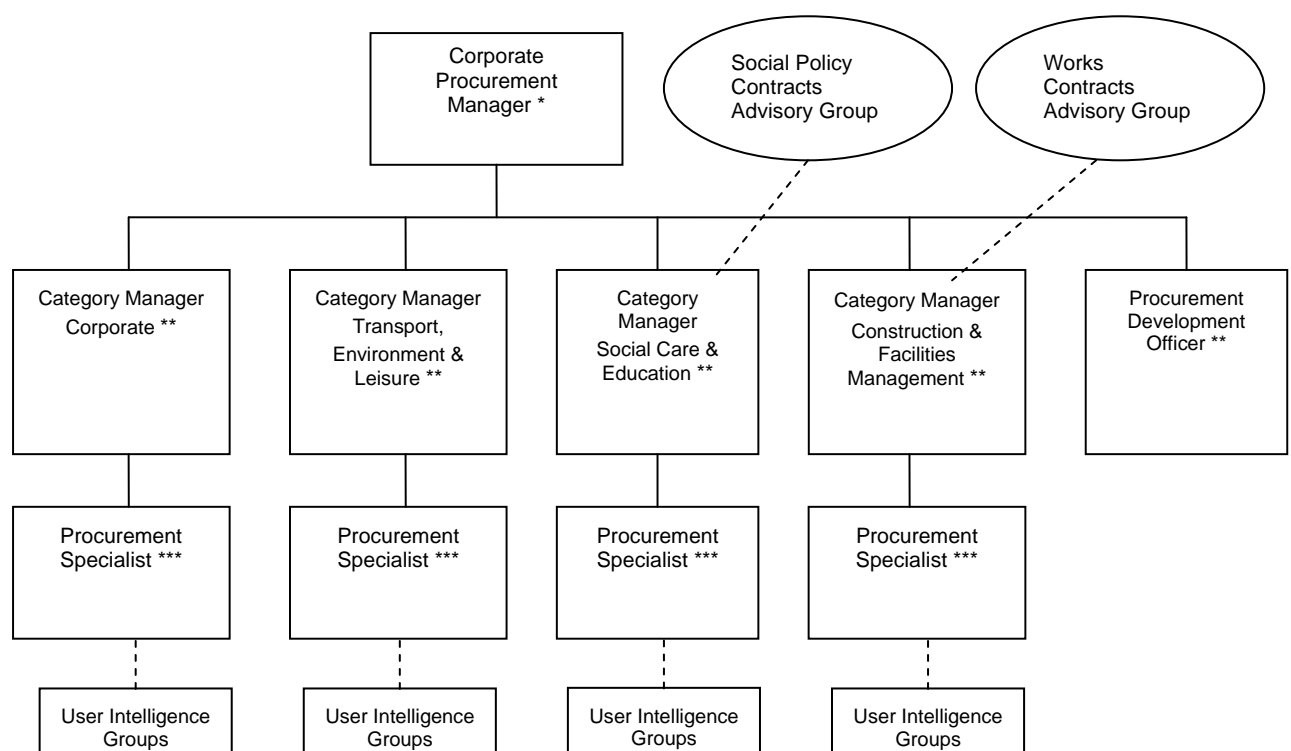 Corporate
Procurement
Manager *
Social Policy
Contracts
Advisory Group
Works
Contracts
Advisory Group
Category Manager
Corporate **
Category Manager
Transport,
Environment &
Leisure **
Category
Manager
Social Care &
Education **
Category Manager
Construction &
Facilities
Management **
Procurement
Development
Officer **
Procurement
Specialist ***
Procurement
Specialist ***
Procurement
Specialist ***
Procurement
Specialist ***
User Intelligence
Groups
User Intelligence
Groups
User Intelligence
Groups
User Intelligence
Groups